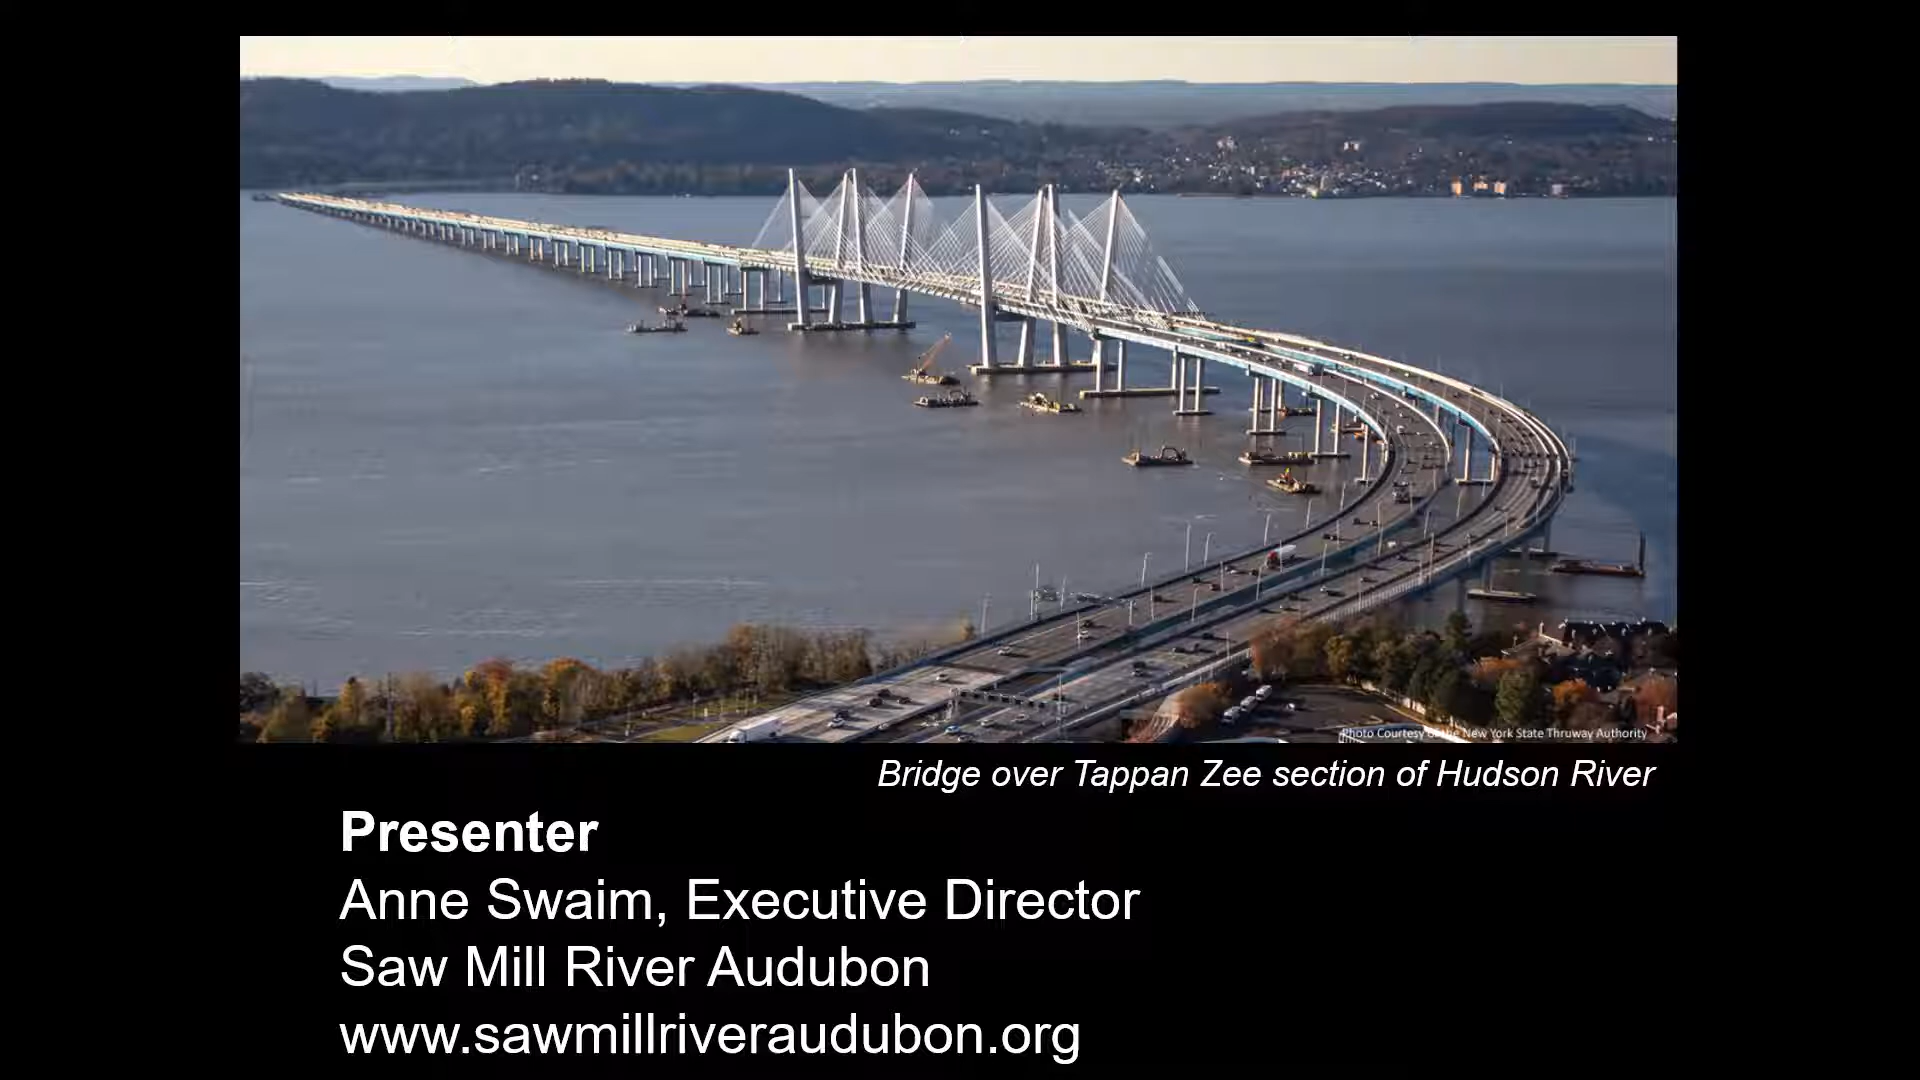 Photo Courtesy of the New York State Thruway Authority
Bridge over Tappan Zee section of Hudson River
Presenter
Anne Swaim, Executive Director
Saw Mill River Audubon
www.sawmillriveraudubon.org